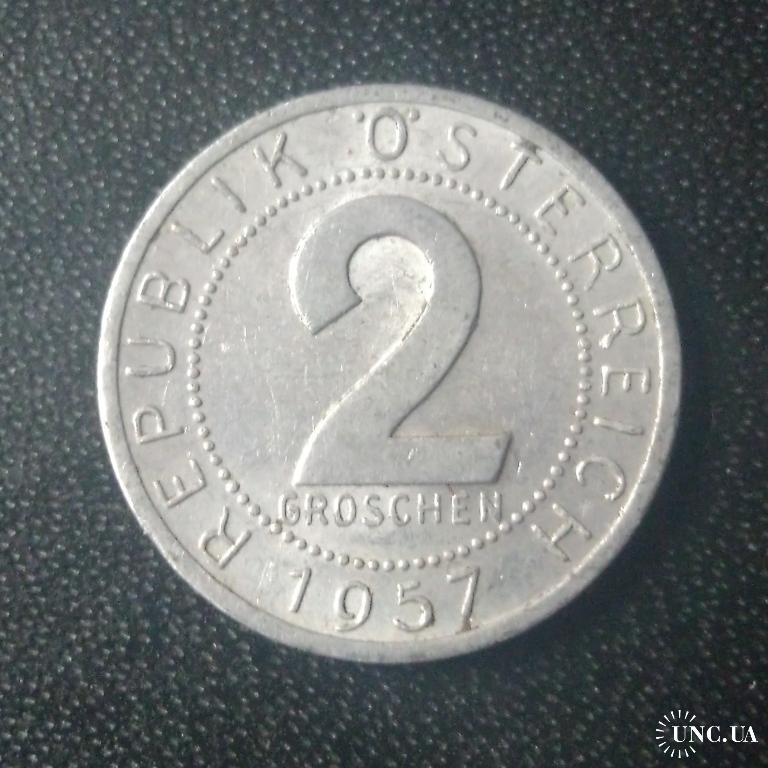 REPUBLIK ÖSTERREICH
2
GROSCHEN
1957
UNC.UA